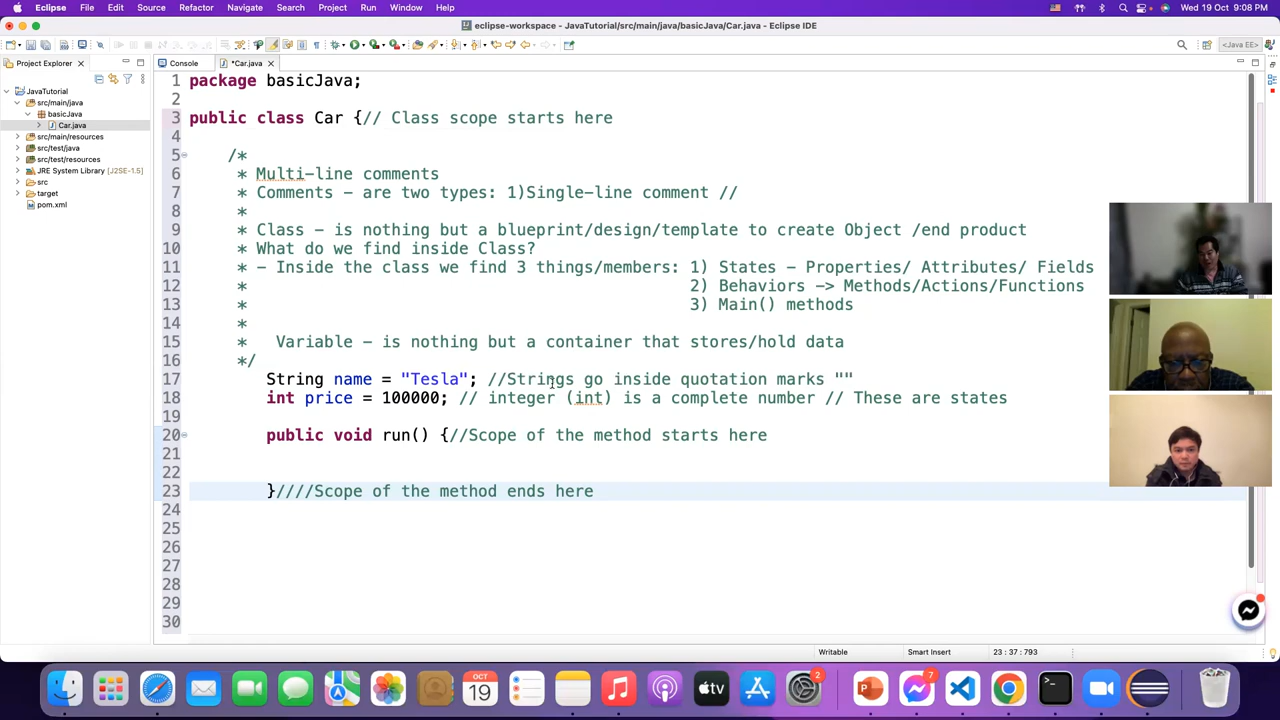 Eclipse File Edit Source Refactor Navigate Search Project Run Window Help Wed 19 Oct 9:08 PM
eclipse-workspace - JavaTutorial/src/main/java/basicJava/Car.java - Eclipse IDE
<Java EE>
Project Explorer
Console
*Car.java
JavaTutorial
src/main/java
basicJava
Car.java
src/main/resources
src/test/java
src/test/resources
JRE System Library [J2SE-1.5]
src
target
pom.xml
1 package basicJava;
2
3 public class Car {// Class scope starts here
4
5 /*
6 * Multi-line comments
7 * Comments - are two types: 1)Single-line comment //
8 *
9 * Class - is nothing but a blueprint/design/template to create Object /end product
10 * What do we find inside Class?
11 * - Inside the class we find 3 things/members: 1) States - Properties/ Attributes/ Fields
12 * 2) Behaviors -> Methods/Actions/Functions
13 * 3) Main() methods
14 *
15 * Variable - is nothing but a container that stores/hold data
16 */
17 String name = "Tesla"; //Strings go inside quotation marks ""
18 int price = 100000; // integer (int) is a complete number // These are states
19
20 public void run() {//Scope of the method starts here
21
22
23 }////Scope of the method ends here
24
25
26
27
28
29
30
Writable Smart Insert 23 : 37 : 793
OCT
19
tv
2
7